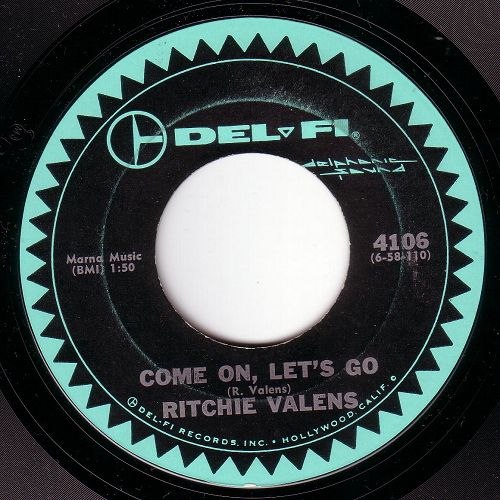 DEL-FI®
delphonic
sound
4106
(6-58-110)
Marna Music
(BMI) 1:50
COME ON, LET'S GO
(R. Valens)
RITCHIE VALENS
© DEL-FI RECORDS, INC. • HOLLYWOOD, CALIF. ©